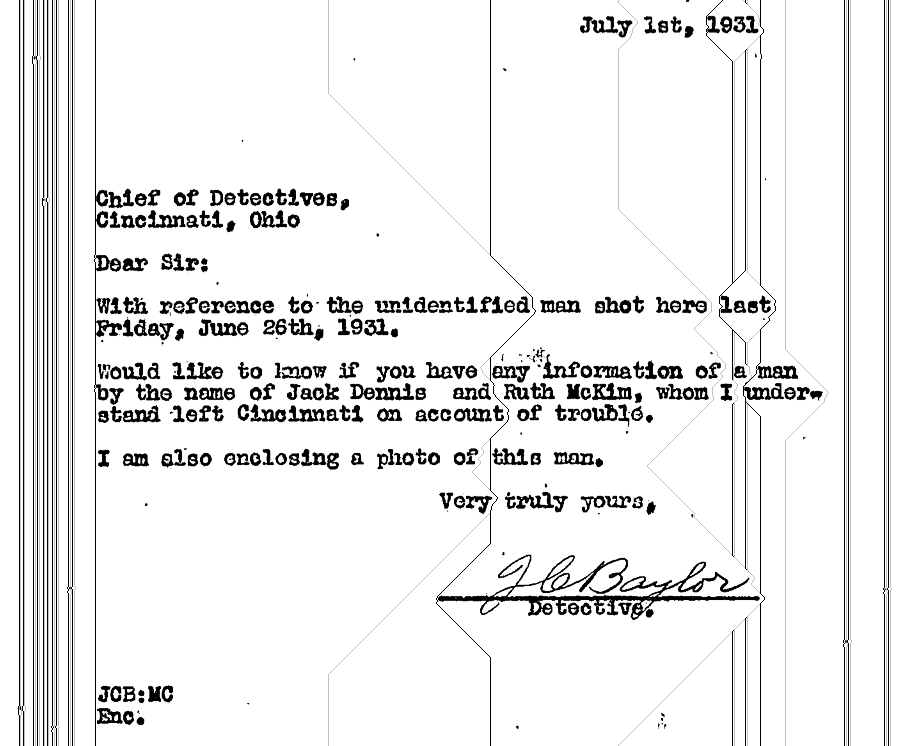 July 1st, 1931
Chief of Detectives,
Cincinnati, Ohio
Dear Sir:
With reference to the unidentified man shot here last
Friday, June 26th, 1931.
Would like to know if you have any information of a man
by the name of Jack Dennis and Ruth McKim, whom I under-
stand left Cincinnati on account of trouble.
I am also enclosing a photo of this man.
Very truly yours,
J C Baylor
Detective.
JCB:MC
Enc.